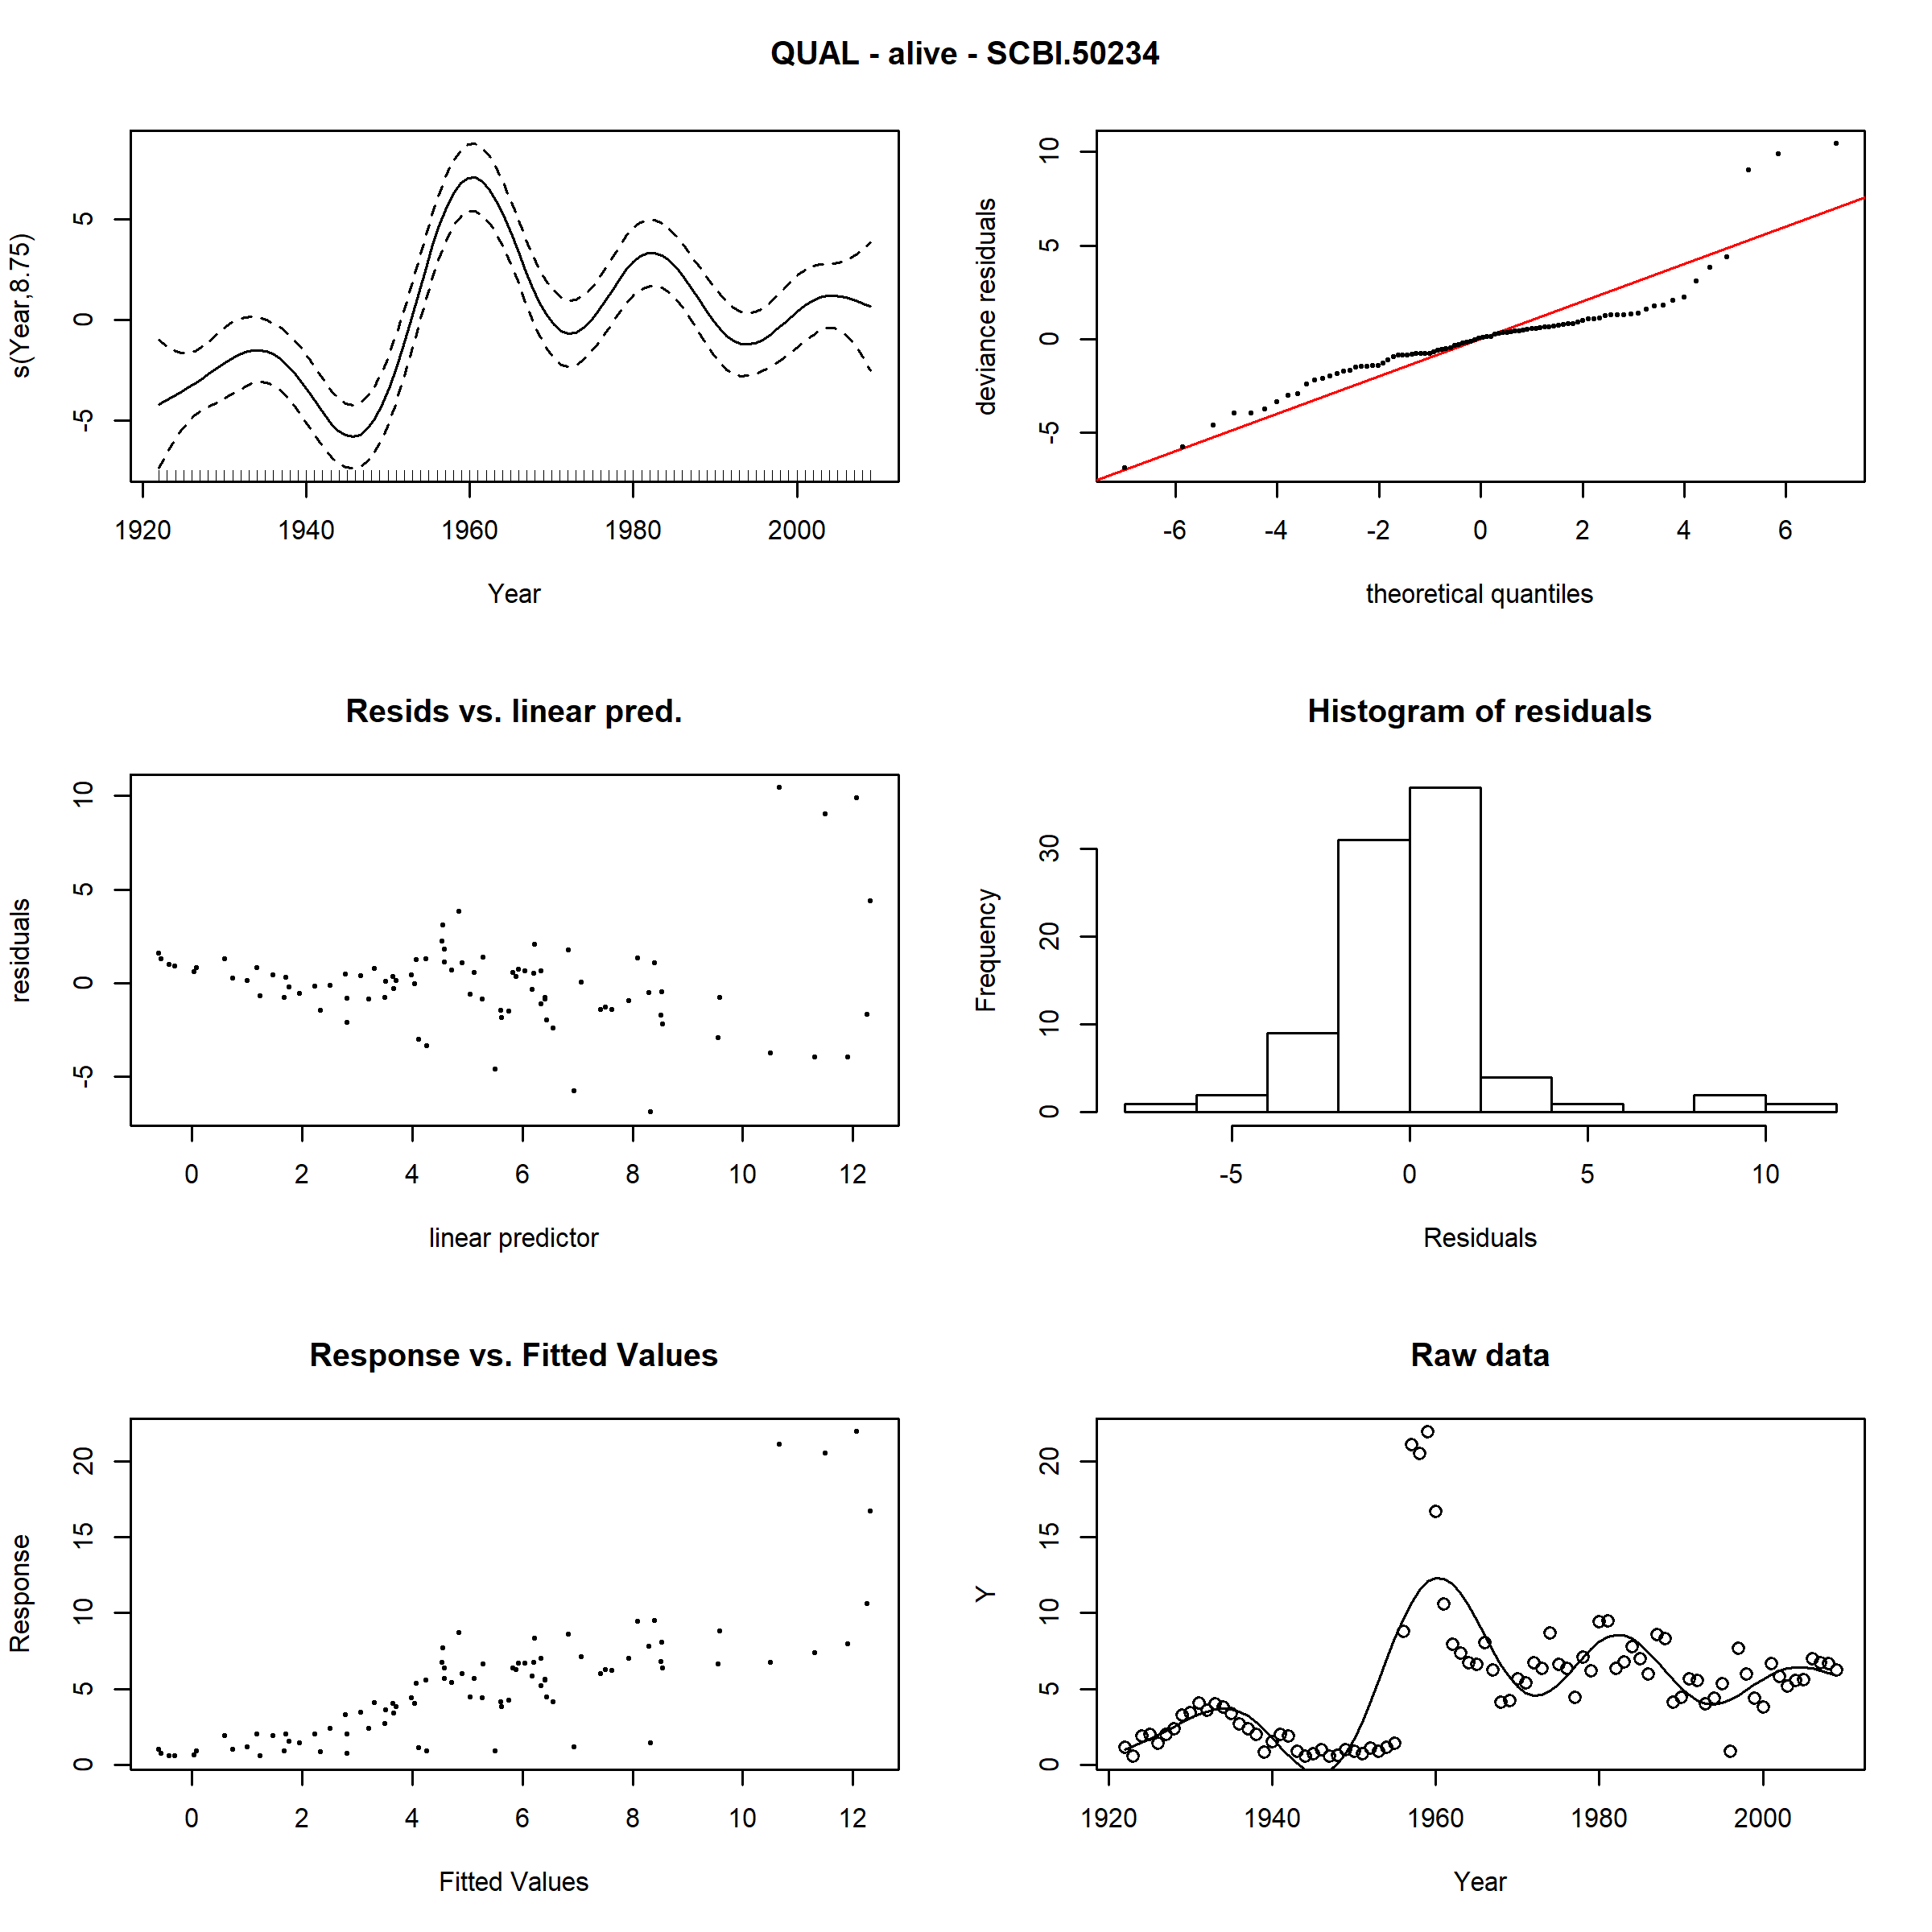 QUAL - alive - SCBI.50234
s(Year,8.75)
5
0
-5
1920 1940 1960 1980 2000
Year
deviance residuals
10
5
0
-5
-6 -4 -2 0 2 4 6
theoretical quantiles
Resids vs. linear pred.
residuals
10
5
0
-5
0 2 4 6 8 10 12
linear predictor
Histogram of residuals
Frequency
30
20
10
0
-5 0 5 10
Residuals
Response vs. Fitted Values
Response
20
15
10
5
0
0 2 4 6 8 10 12
Fitted Values
Raw data
Y
20
15
10
5
0
1920 1940 1960 1980 2000
Year